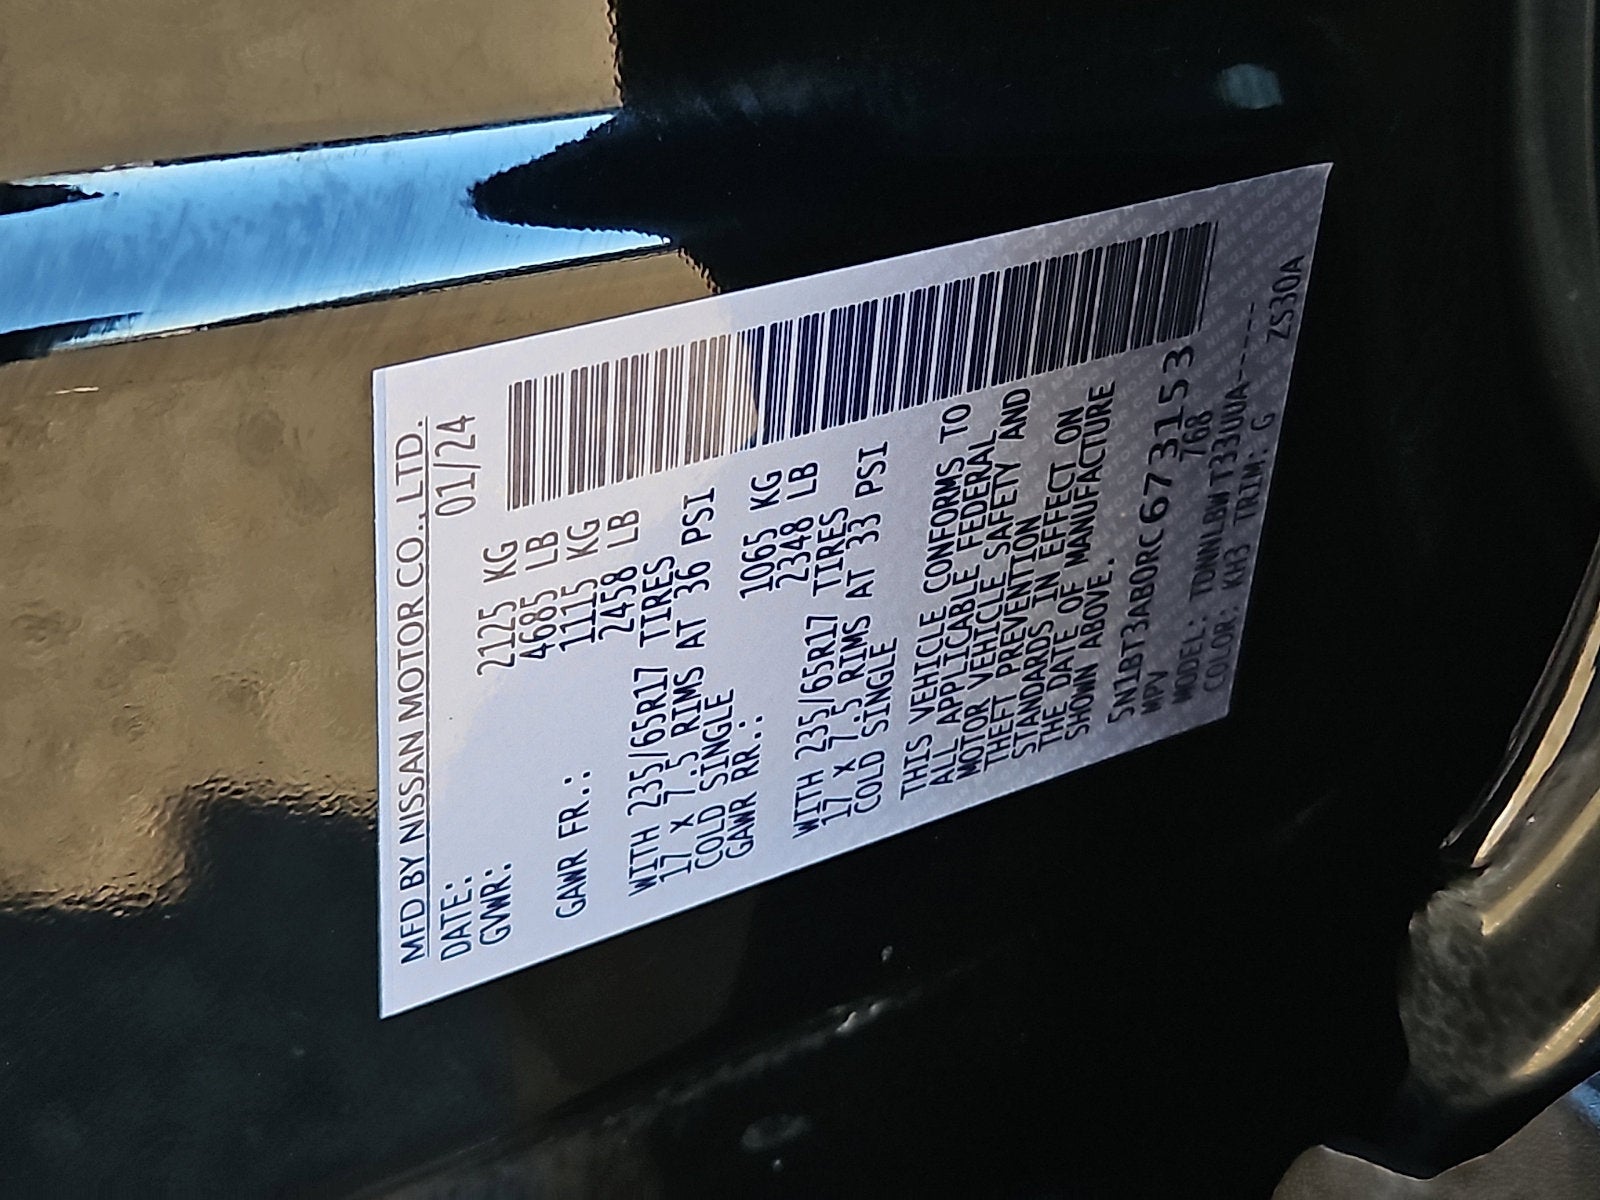 MFD BY NISSAN MOTOR CO., LTD.
DATE: 01/24
GVWR: 2125 KG
4685 LB
GAWR FR.: 1115 KG
2458 LB
WITH 235/65R17 TIRES
17 x 7.5 RIMS AT 36 PSI
COLD SINGLE
GAWR RR.: 1065 KG
2348 LB
WITH 235/65R17 TIRES
17 x 7.5 RIMS AT 33 PSI
COLD SINGLE
THIS VEHICLE CONFORMS TO
ALL APPLICABLE FEDERAL
MOTOR VEHICLE SAFETY AND
THEFT PREVENTION
STANDARDS IN EFFECT ON
THE DATE OF MANUFACTURE
SHOWN ABOVE.
5N1BT3AB0RC673153
MPV 768
MODEL: TDNNLBWT33UUA-----
COLOR: KH3 TRIM: G ZS30A